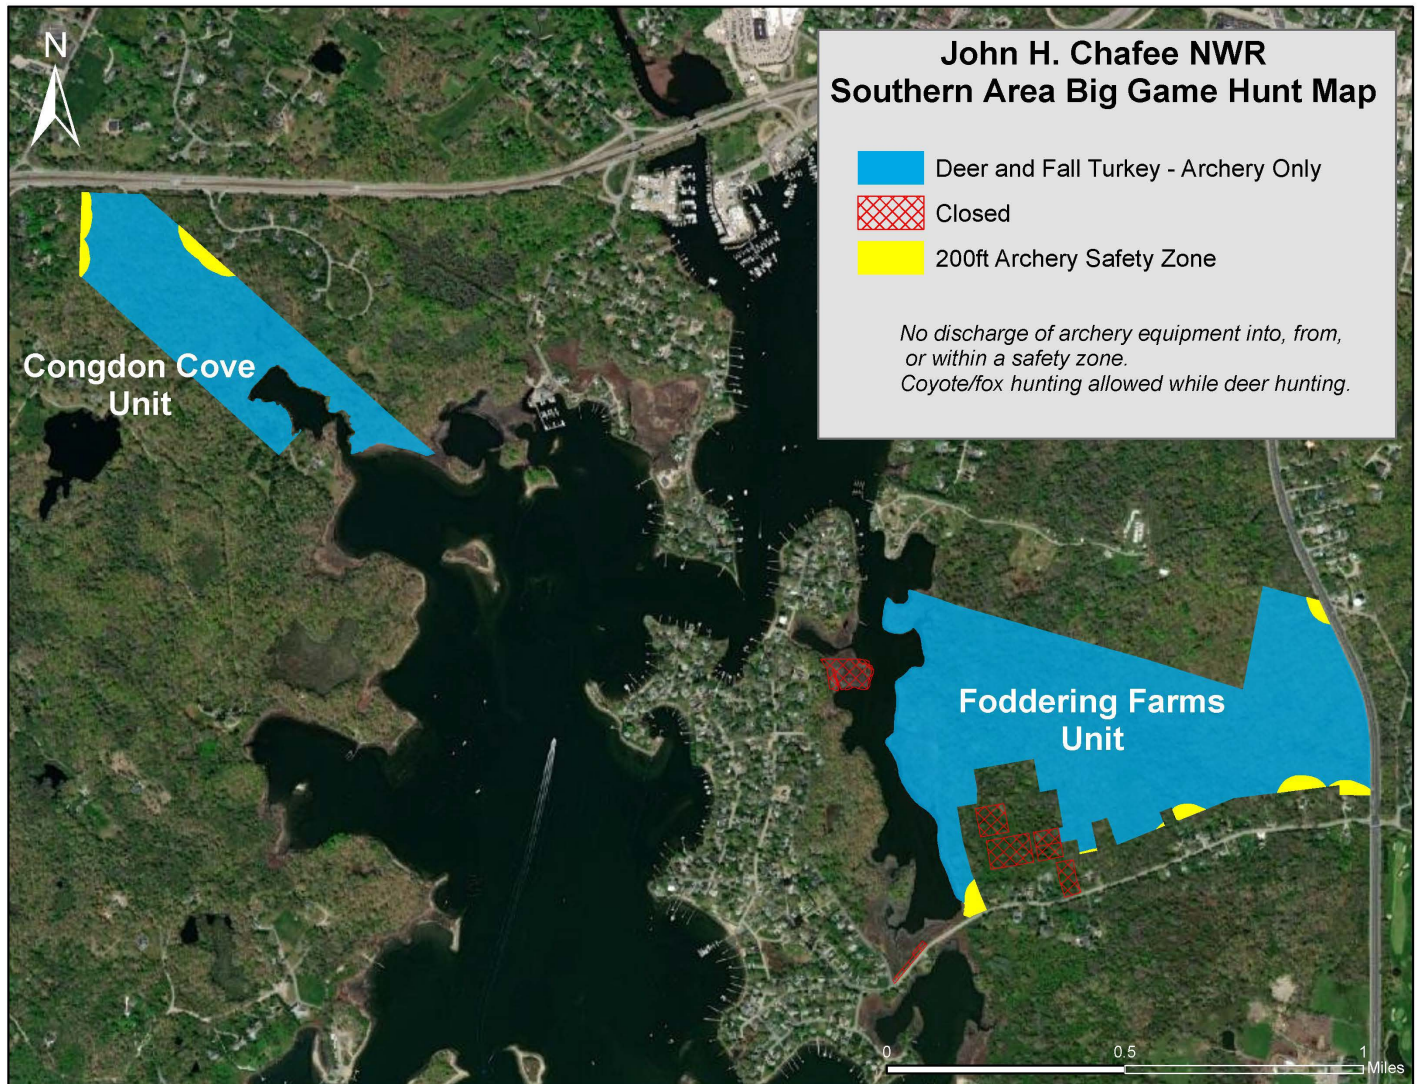 N
John H. Chafee NWR
Southern Area Big Game Hunt Map
Deer and Fall Turkey - Archery Only
Closed
200ft Archery Safety Zone
No discharge of archery equipment into, from,
or within a safety zone.
Coyote/fox hunting allowed while deer hunting.
Congdon Cove
Unit
Foddering Farms
Unit
0 0.5 1
Miles